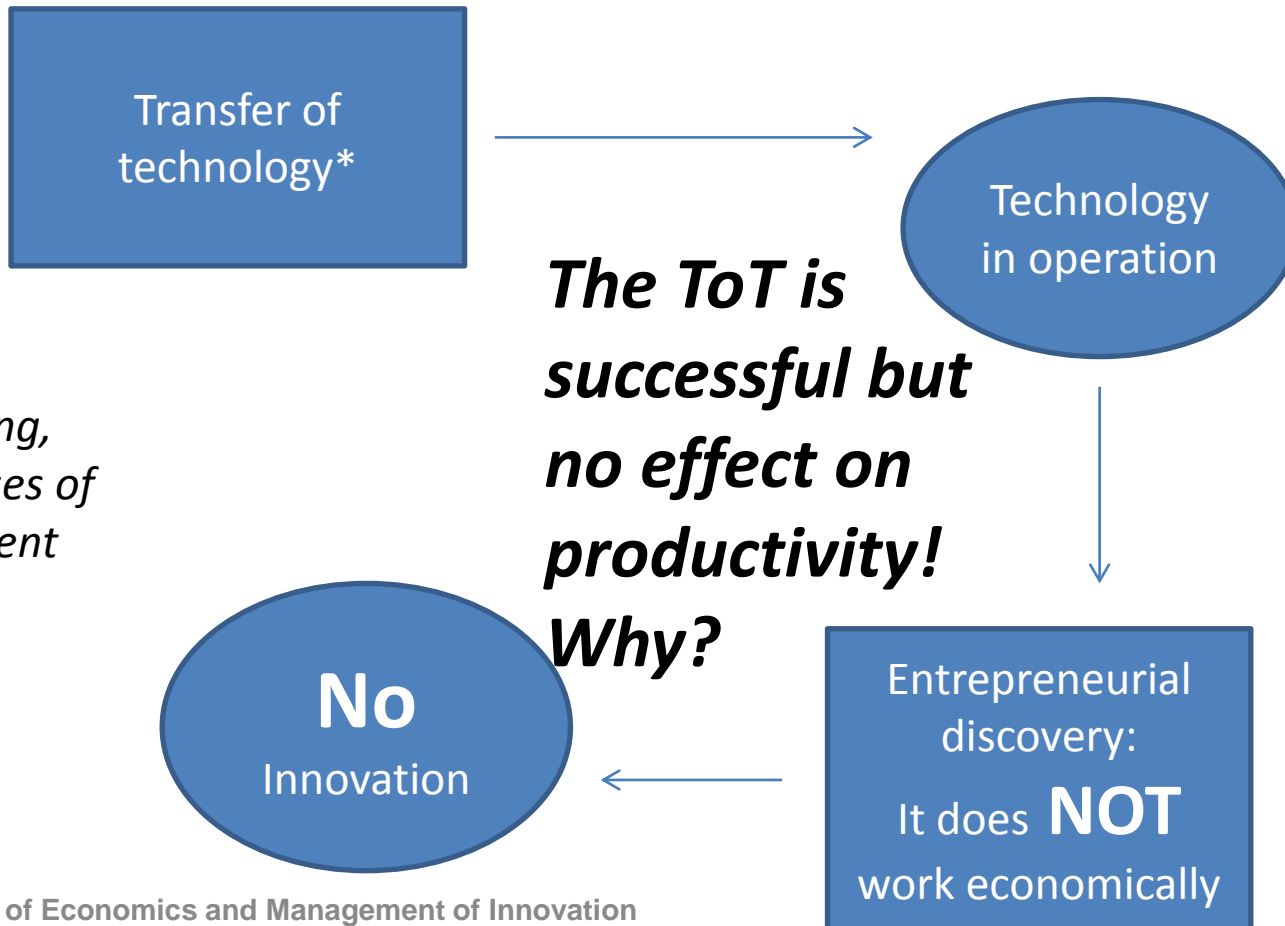 Transfer of
technology*
Technology
in operation
The ToT is
successful but
no effect on
productivity!
Why?
ng,
es of
ent
No
Innovation
Entrepreneurial
discovery:
It does NOT
work economically
of Economics and Management of Innovation